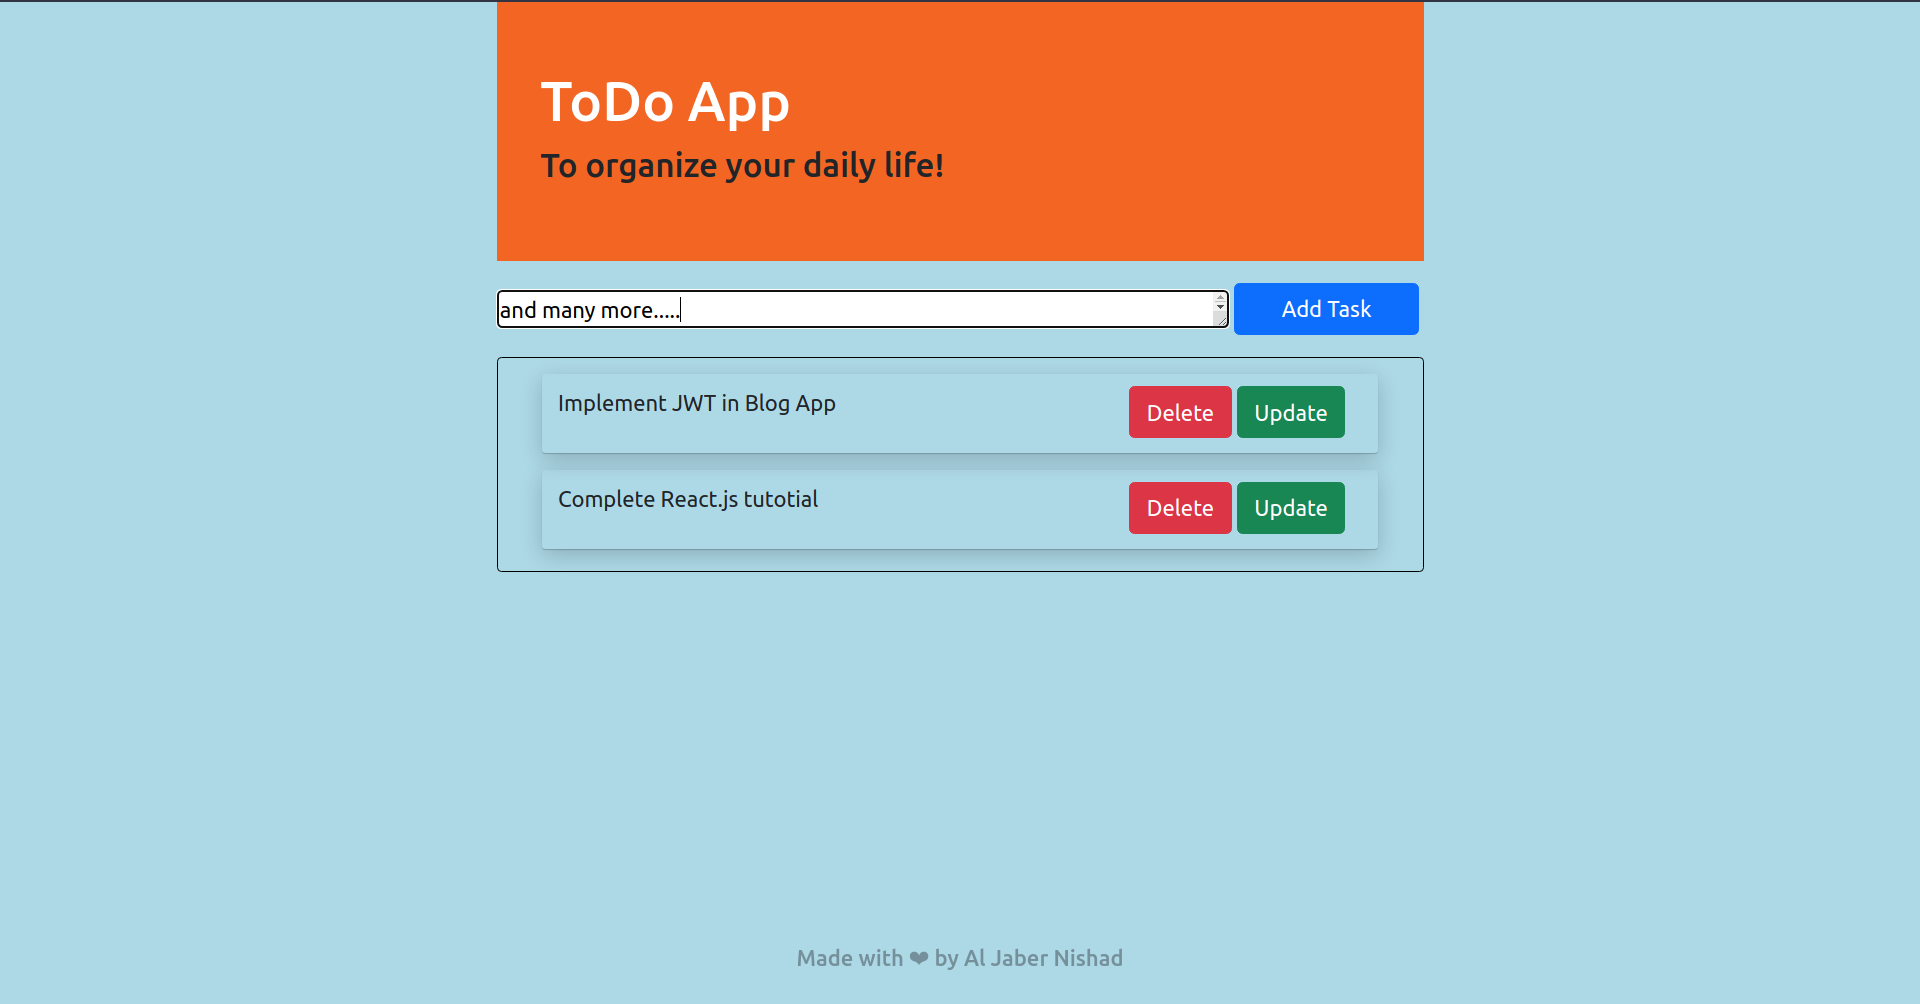 ToDo App
To organize your daily life!
and many more.....
Add Task
Implement JWT in Blog App
Delete
Update
Complete React.js tutotial
Delete
Update
Made with ❤ by Al Jaber Nishad